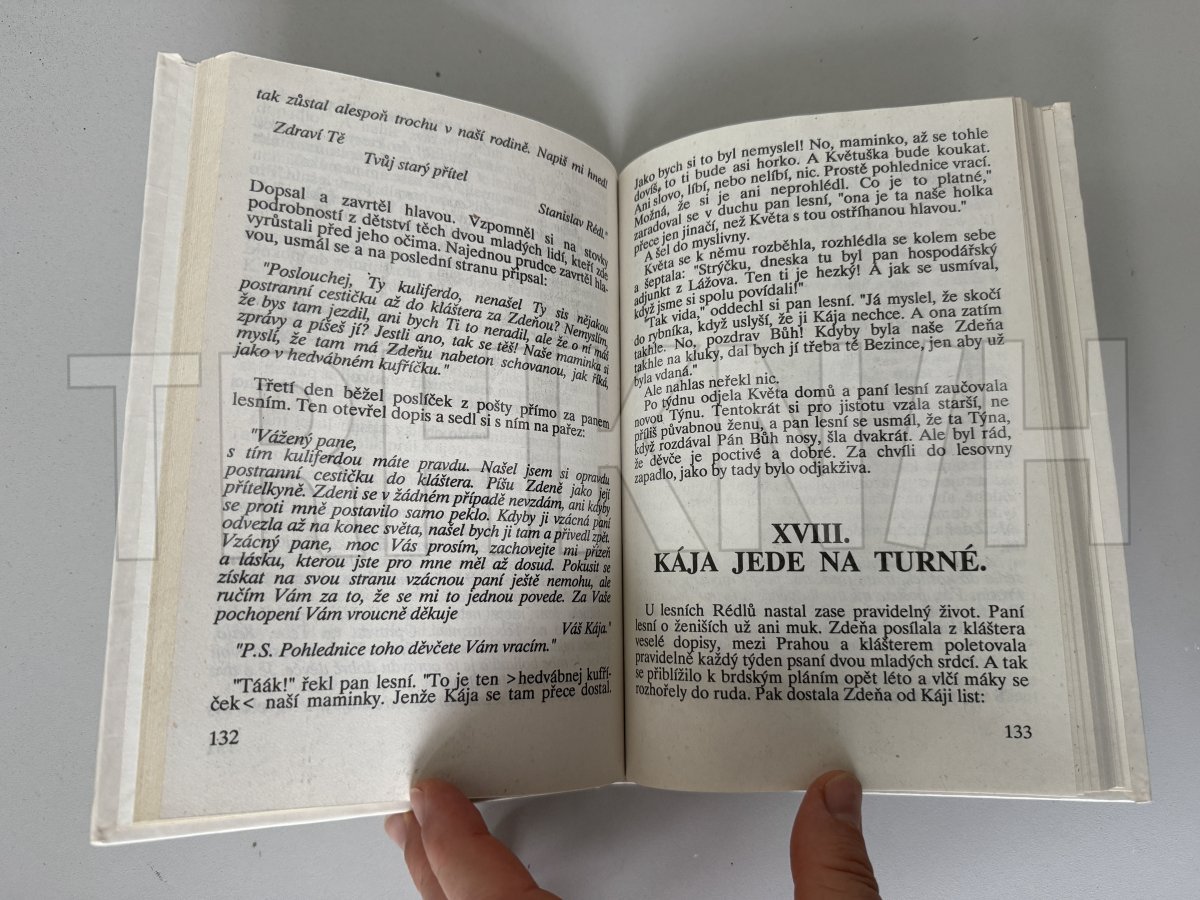 tak zůstal alespoň trochu v naší rodině. Napiš mi hned!
Zdraví Tě
Tvůj starý přítel
Stanislav Rédl."
Dopsal a zavrtěl hlavou. Vzpomněl si na stovky
podrobností z dětství těch dvou mladých lidí, kteří zde
vyrůstali před jeho očima. Najednou prudce zavrtěl hla-
vou, usmál se a na poslední stranu připsal:
"Poslouchej, Ty kuliferdo, nenašel Ty sis nějakou
postranní cestičku až do kláštera za Zdeňou? Nemyslím,
že bys tam jezdil, ani bych Ti to neradil, ale že o ní máš
zprávy a píšeš jí? Jestli ano, tak se těš! Naše maminka si
myslí, že tam má Zdeňu nabeton schovanou, jak říká,
jako v hedvábném kufříčku."
Třetí den běžel poslíček z pošty přímo za panem
lesním. Ten otevřel dopis a sedl si s ním na pařez:
"Vážený pane,
s tím kuliferdou máte pravdu. Našel jsem si opravdu
postranní cestičku do kláštera. Píšu Zdeně jako její
přítelkyně. Zdeni se v žádném případě nevzdám, ani kdyby
se proti mně postavilo samo peklo. Kdyby ji vzácná paní
odvezla až na konec světa, našel bych ji tam a přivedl zpět.
Vzácný pane, moc Vás prosím, zachovejte mi přízeň
a lásku, kterou jste pro mne měl až dosud. Pokusit se
získat na svou stranu vzácnou paní ještě nemohu, ale
ručím Vám za to, že se mi to jednou povede. Za Vaše
pochopení Vám vroucně děkuje
Váš Kája."
"P.S. Pohlednice toho děvčete Vám vracím."
"Táák!" řekl pan lesní. "To je ten >hedvábnej kufří-
ček< naší maminky. Jenže Kája se tam přece dostal.
132
Jako bych si to byl nemyslel! No, maminko, až se tohle
dovíš, to ti bude asi horko. A Květuška bude koukat.
Ani slovo, líbí, nebo nelíbí, nic. Prostě pohlednice vrací.
Možná, že si je ani neprohlédl. Co je to platné,"
zaradoval se v duchu pan lesní, "ona je ta naše holka
přece jen jinačí, než Květa s tou ostříhanou hlavou."
A šel do myslivny.
Květa se k němu rozběhla, rozhlédla se kolem sebe
a šeptala: "Strýčku, dneska tu byl pan hospodářský
adjunkt z Lážova. Ten ti je hezký! A jak se usmíval,
když jsme si spolu povídali!"
"Tak vida," oddechl si pan lesní. "Já myslel, že skočí
do rybníka, když uslyší, že ji Kája nechce. A ona zatím
takhle. No, pozdrav Bůh! Kdyby byla naše Zdeňa
takhle na kluky, dal bych jí třeba té Bezince, jen aby už
byla vdaná."
Ale nahlas neřekl nic.
Po týdnu odjela Květa domů a paní lesní zaučovala
novou Týnu. Tentokrát si pro jistotu vzala starší, ne
příliš půvabnou ženu, a pan lesní se usmál, že ta Týna,
když rozdával Pán Bůh nosy, šla dvakrát. Ale byl rád,
že děvče je poctivé a dobré. Za chvíli do lesovny
zapadlo, jako by tady bylo odjakživa.
XVIII.
KÁJA JEDE NA TURNÉ.
U lesních Rédlů nastal zase pravidelný život. Paní
lesní o ženiších už ani muk. Zdeňa posílala z kláštera
veselé dopisy, mezi Prahou a klášterem poletovala
pravidelně každý týden psaní dvou mladých srdcí. A tak
se přiblížilo k brdským pláním opět léto a vlčí máky se
rozhořely do ruda. Pak dostala Zdeňa od Káji list:
133